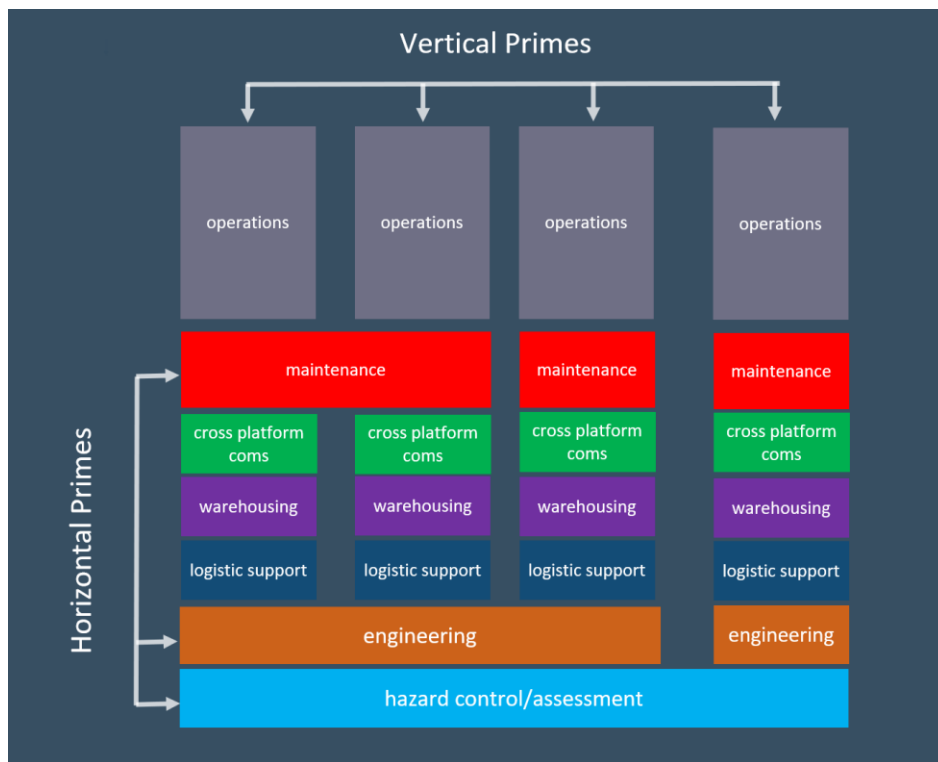 Vertical Primes
operations
operations
operations
operations
maintenance
maintenance
maintenance
cross platform
coms
cross platform
coms
cross platform
coms
cross platform
coms
warehousing
warehousing
warehousing
warehousing
logistic support
logistic support
logistic support
logistic support
engineering
engineering
hazard control/assessment
Horizontal Primes